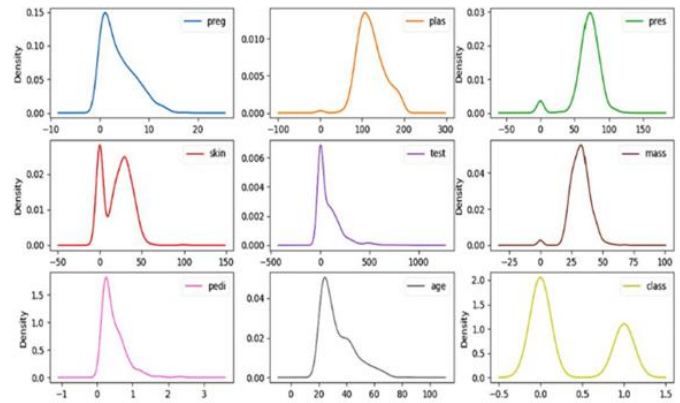 0.15
0.10
0.05
0.00
Density
preg
-10 0 10 20
0.010
0.005
0.000
plas
-100 0 100 200 300
0.03
0.02
0.01
0.00
Density
pres
-50 0 50 100 150
0.02
0.01
0.00
Density
skin
-50 0 50 100 150
0.006
0.004
0.002
0.000
test
-500 0 500 1000
0.04
0.02
0.00
Density
mass
-25 0 25 50 75 100
1.5
1.0
0.5
0.0
Density
pedi
-1 0 1 2 3
0.04
0.02
0.00
age
0 20 40 60 80 100
2.0
1.5
1.0
0.5
0.0
Density
class
-0.5 0.0 0.5 1.0 1.5